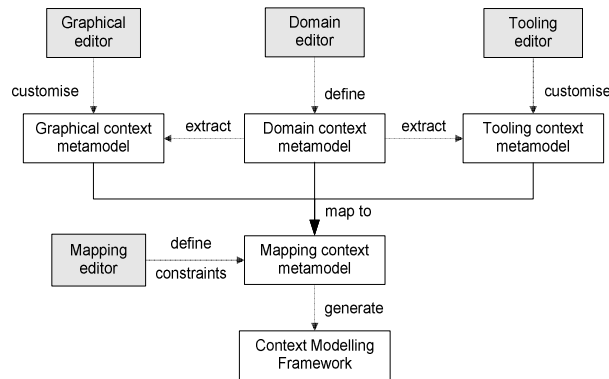 Graphical
editor
Domain
editor
Tooling
editor
customise
define
customise
Graphical context
metamodel
extract
Domain context
metamodel
extract
Tooling context
metamodel
map to
Mapping
editor
define
constraints
Mapping context
metamodel
generate
Context Modelling
Framework